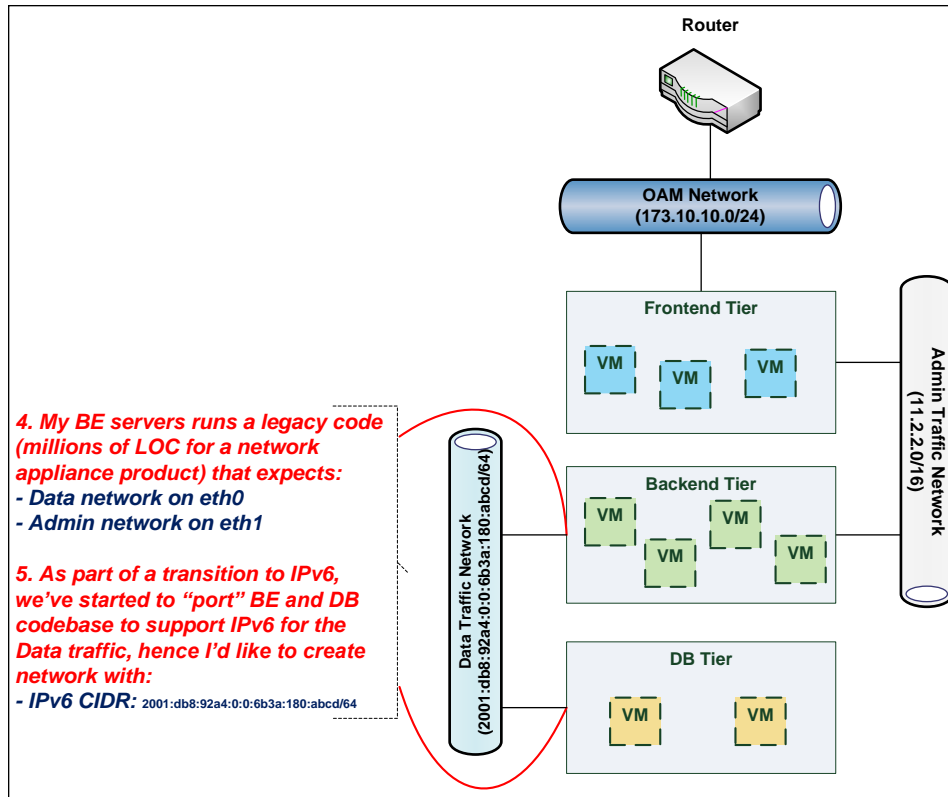 Router
OAM Network
(173.10.10.0/24)
Frontend Tier
VM
VM
VM
Admin Traffic Network
(11.2.2.0/16)
4. My BE servers runs a legacy code
(millions of LOC for a network
appliance product) that expects:
- Data network on eth0
- Admin network on eth1
5. As part of a transition to IPv6,
we’ve started to “port” BE and DB
codebase to support IPv6 for the
Data traffic, hence I’d like to create
network with:
- IPv6 CIDR: 2001:db8:92a4:0:0:6b3a:180:abcd/64
Data Traffic Network
(2001:db8:92a4:0:0:6b3a:180:abcd/64)
Backend Tier
VM
VM
VM
VM
DB Tier
VM
VM